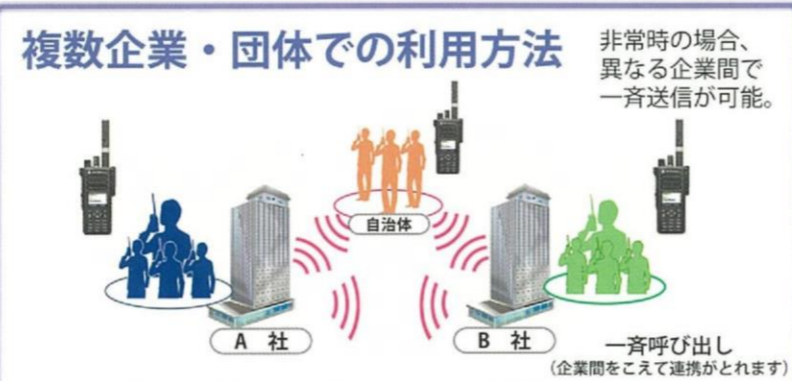 複数企業・団体での利用方法
非常時の場合、
異なる企業間で
一斉送信が可能。
自治体
A 社
B 社
一斉呼び出し
(企業間をこえて連携がとれます)